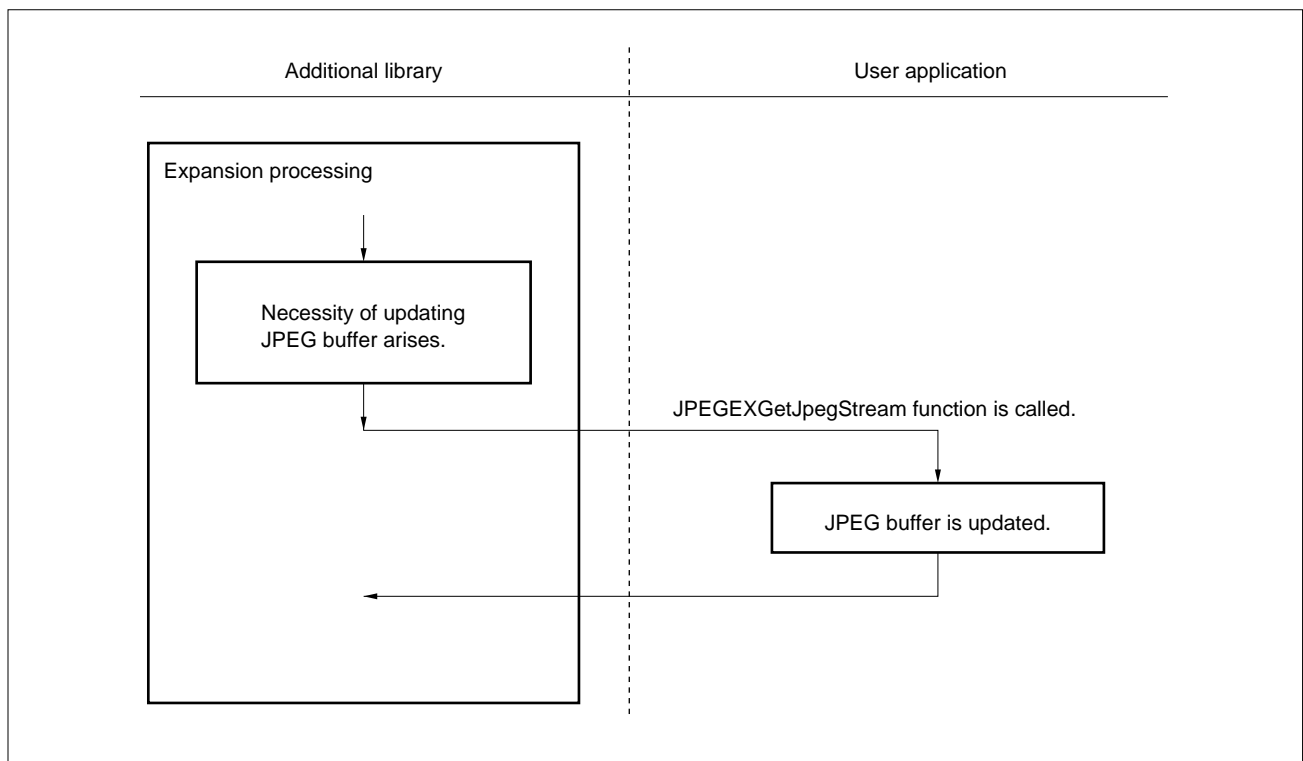 Additional library
User application
Expansion processing
Necessity of updating
JPEG buffer arises.
JPEGEXGetJpegStream function is called.
JPEG buffer is updated.